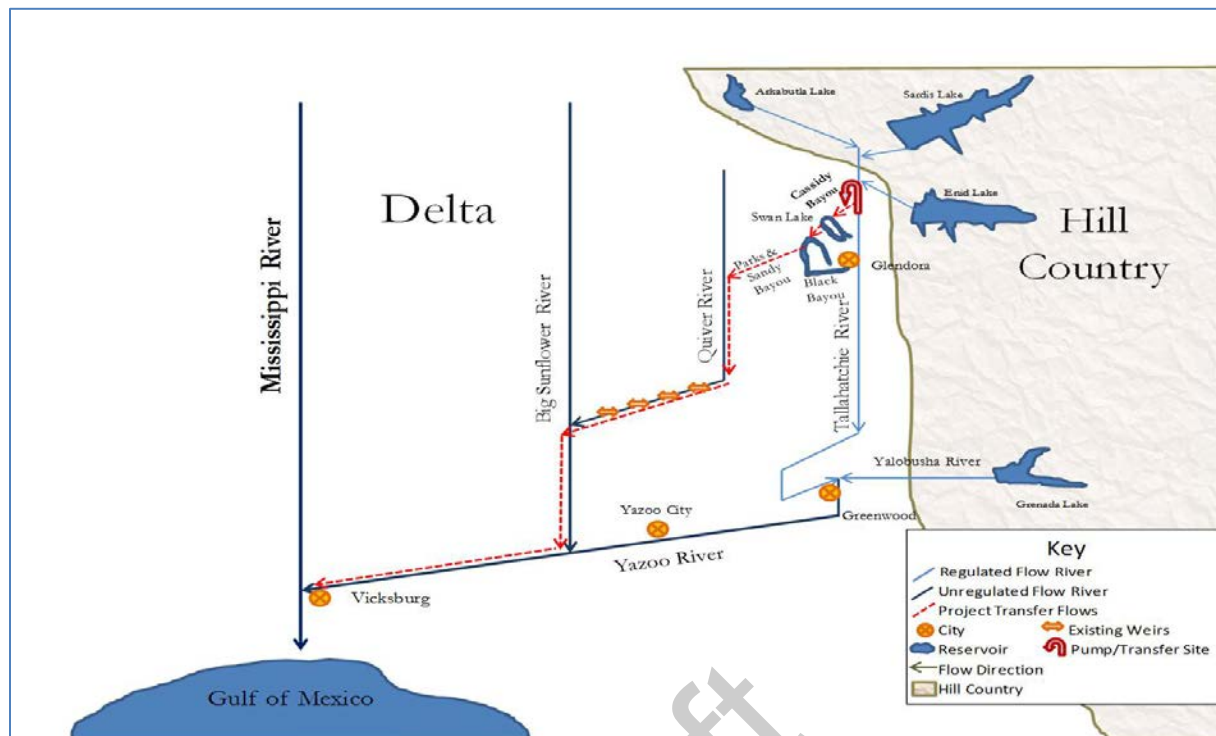 Arkabutla Lake
Sardis Lake
Cassidy
Bayou
Enid Lake
Swan Lake
Delta
Hill
Country
Glendora
Parks &
Sandy
Bayou
Black
Bayou
Mississippi River
Big Sunflower River
Quiver River
Tallahatchie River
Yalobusha River
Grenada Lake
Greenwood
Yazoo City
Yazoo River
Vicksburg
Gulf of Mexico
Key
Regulated Flow River
Unregulated Flow River
Project Transfer Flows
City
Existing Weirs
Reservoir
Pump/Transfer Site
Flow Direction
Hill Country
ft